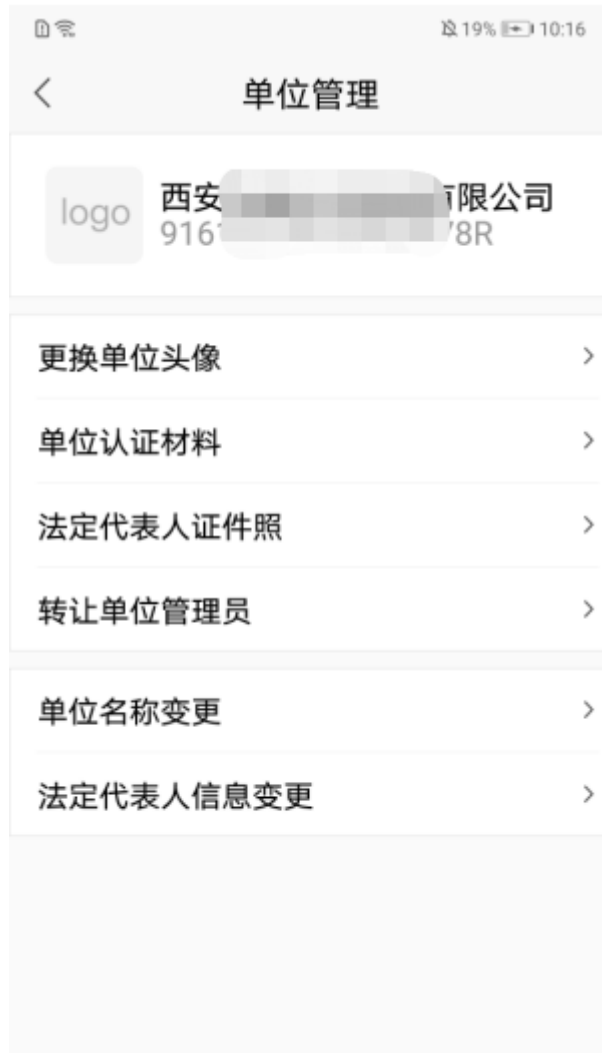 19% 10:16
单位管理
logo
西安 限公司
916 78R
更换单位头像
单位认证材料
法定代表人证件照
转让单位管理员
单位名称变更
法定代表人信息变更